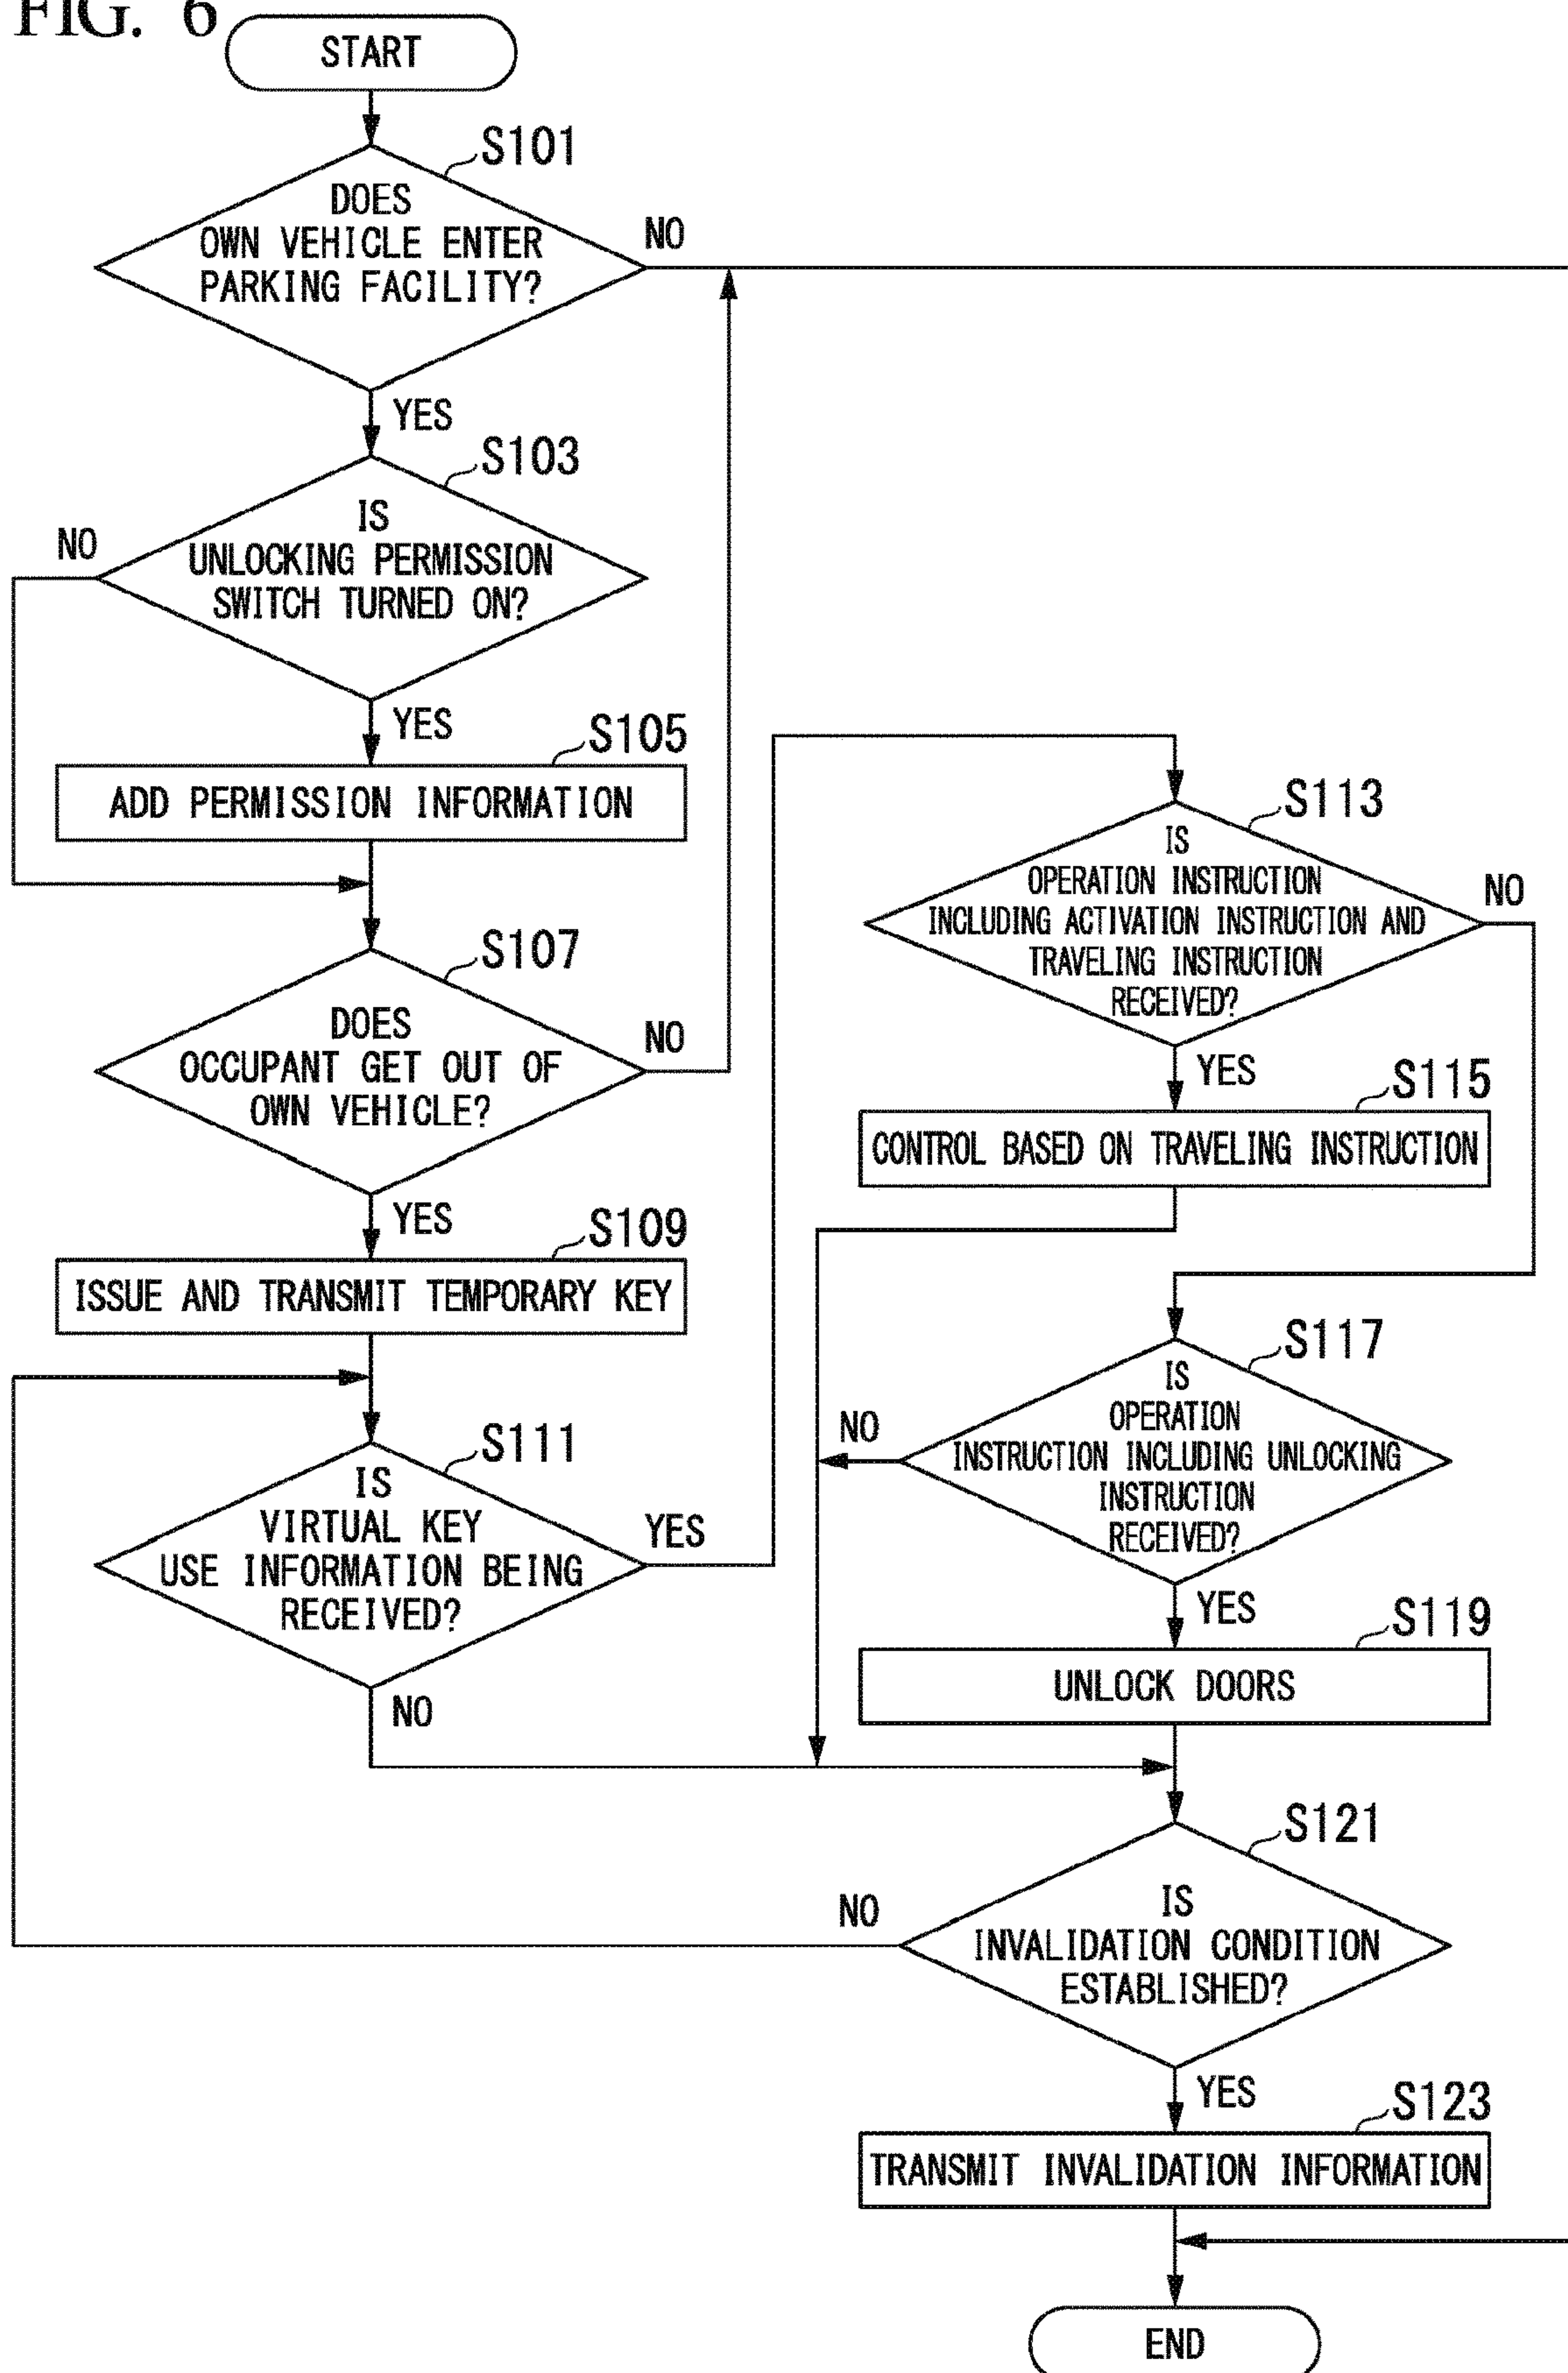 FIG. 6
START
S101
DOES
OWN VEHICLE ENTER
PARKING FACILITY?
NO
YES
S103
IS
UNLOCKING PERMISSION
SWITCH TURNED ON?
NO
YES
S105
ADD PERMISSION INFORMATION
S107
DOES
OCCUPANT GET OUT OF
OWN VEHICLE?
NO
YES
S109
ISSUE AND TRANSMIT TEMPORARY KEY
S111
IS
VIRTUAL KEY
USE INFORMATION BEING
RECEIVED?
YES
NO
S113
IS
OPERATION INSTRUCTION
INCLUDING ACTIVATION INSTRUCTION AND
TRAVELING INSTRUCTION
RECEIVED?
NO
YES
S115
CONTROL BASED ON TRAVELING INSTRUCTION
S117
IS
OPERATION
INSTRUCTION INCLUDING UNLOCKING
INSTRUCTION
RECEIVED?
NO
YES
S119
UNLOCK DOORS
S121
IS
INVALIDATION CONDITION
ESTABLISHED?
NO
YES
S123
TRANSMIT INVALIDATION INFORMATION
END